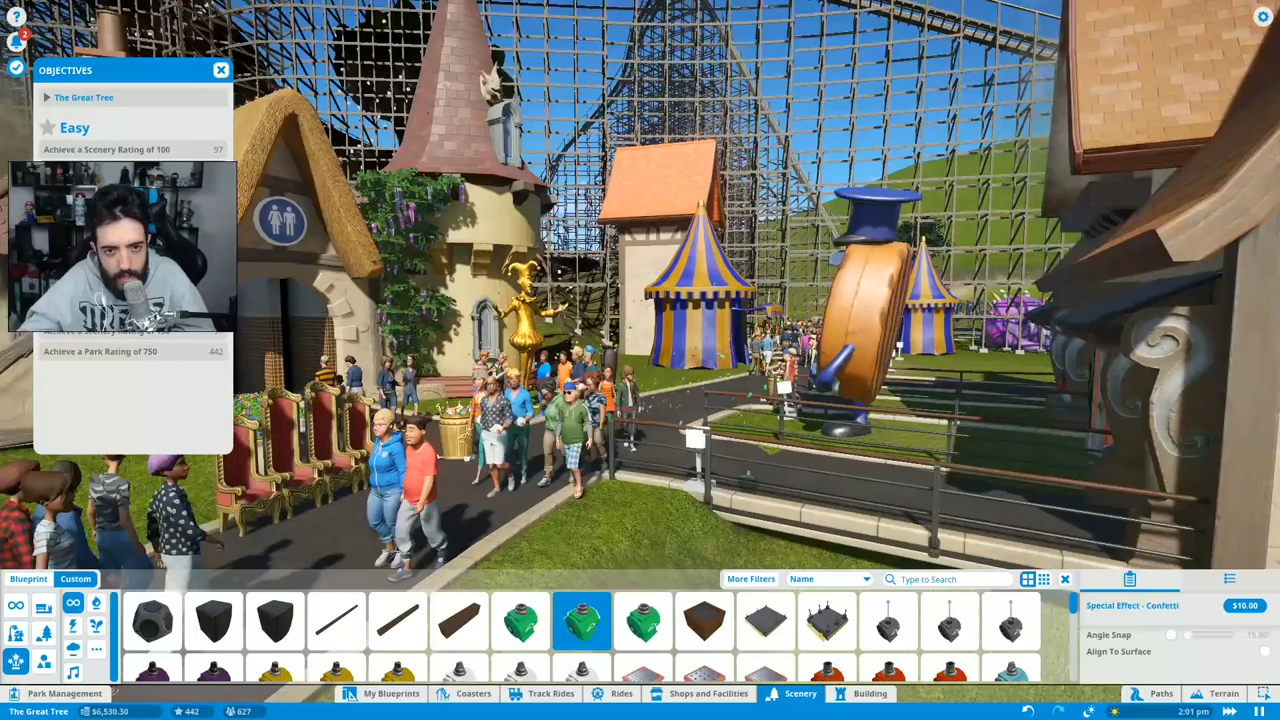 ?
2
OBJECTIVES
The Great Tree
Easy
Achieve a Scenery Rating of 100 97
Achieve a Park Rating of 750 442
Blueprint Custom
More Filters Name Type to Search
Special Effect - Confetti $10.00
Angle Snap
Align To Surface
Park Management My Blueprints Coasters Track Rides Rides Shops and Facilities Scenery Building Paths Terrain
The Great Tree $6,530.30 442 627 2:01 pm